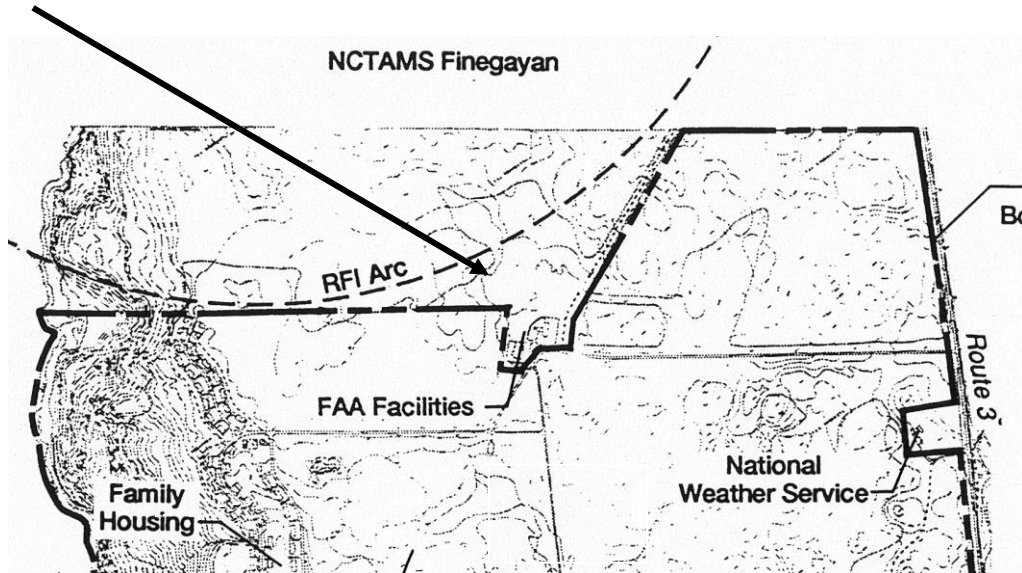 NCTAMS Finegayan
RFI Arc
Route 3
FAA Facilities
National
Weather Service
Family
Housing